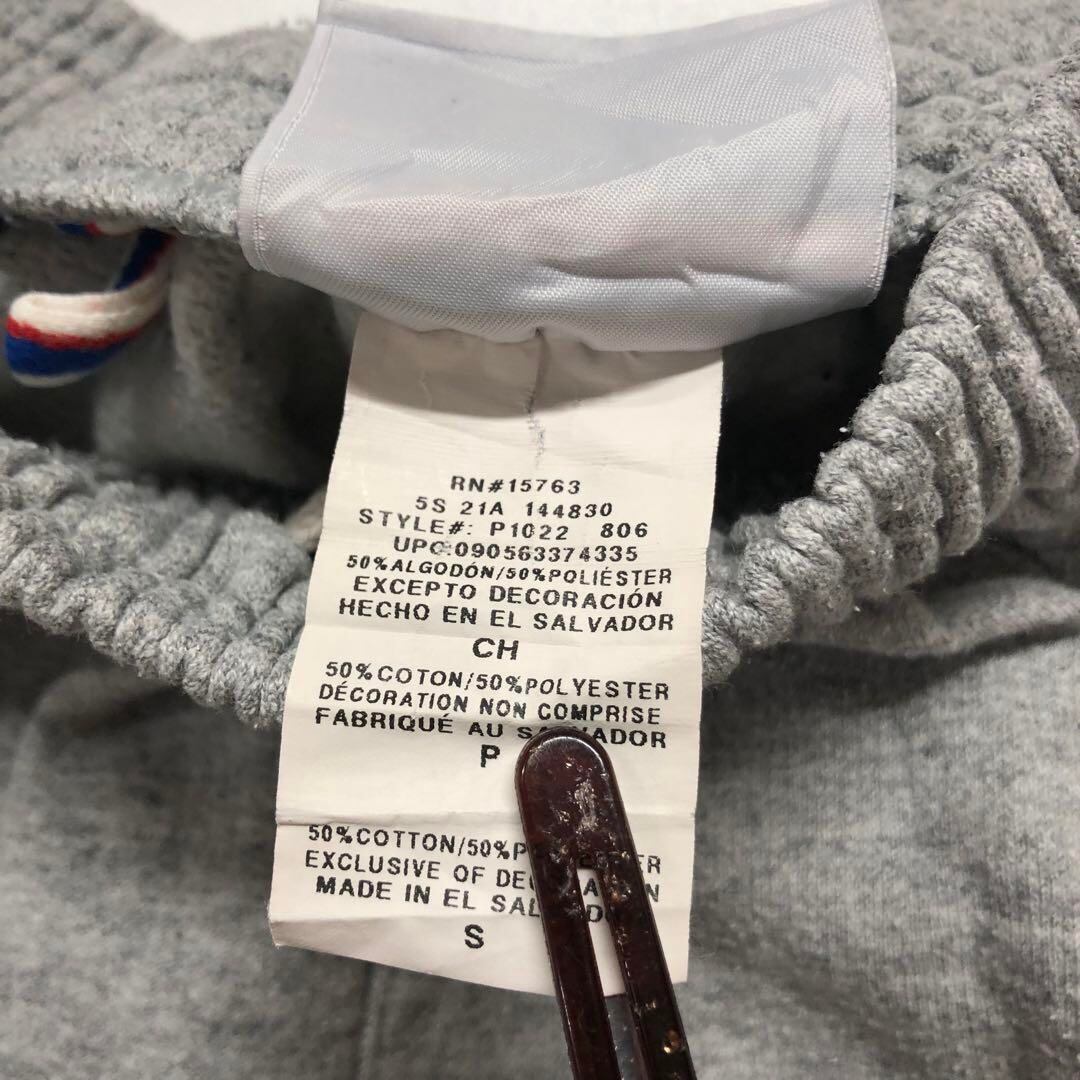 RN#15763
5S 21A 144830
STYLE#: P1022 806
UPC:090563374335
50%ALGODÓN/50%POLIÉSTER
EXCEPTO DECORACIÓN
HECHO EN EL SALVADOR
CH
50%COTON/50%POLYESTER
DÉCORATION NON COMPRISE
FABRIQUÉ AU SALVADOR
P
50%COTTON/50%
EXCLUSIVE OF
MADE IN EL
S